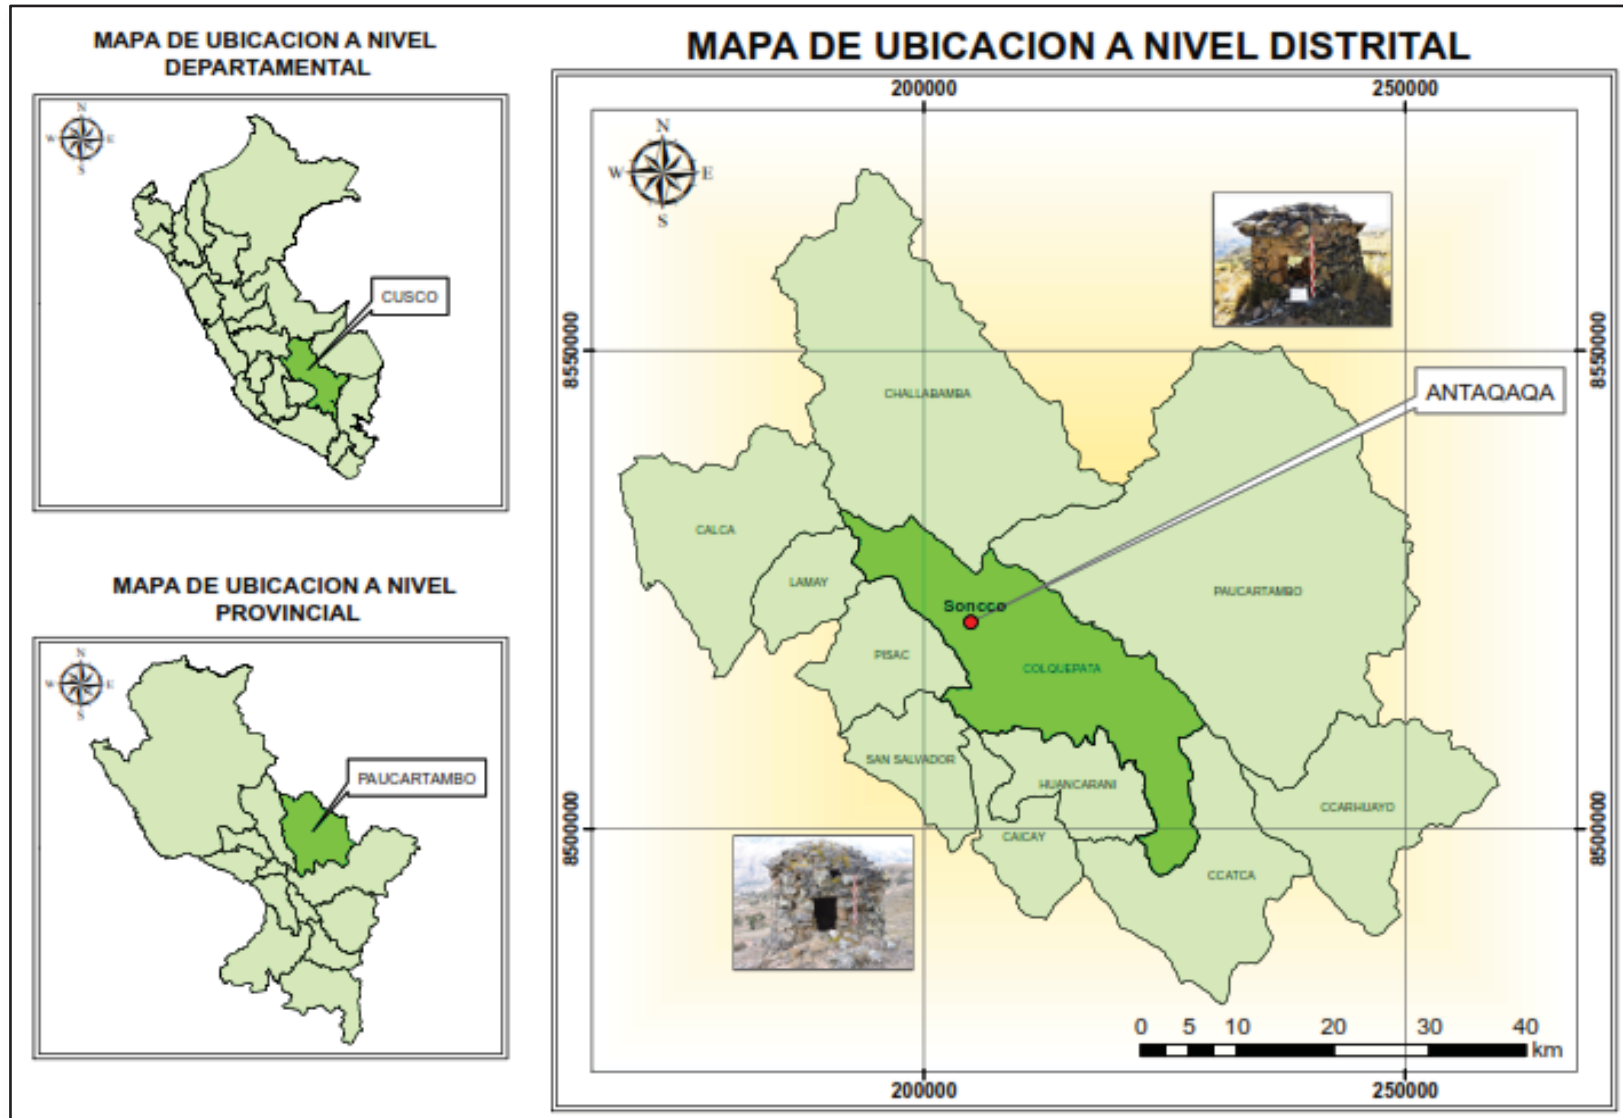 MAPA DE UBICACION A NIVEL
DEPARTAMENTAL
N
W
E
S
CUSCO
MAPA DE UBICACION A NIVEL
PROVINCIAL
N
W
E
S
PAUCARTAMBO
MAPA DE UBICACION A NIVEL DISTRITAL
200000
250000
N
W
E
S
8550000
8550000
CHALLABAMBA
ANTAQAQA
CALCA
LAMAY
PAUCARTAMBO
Soncco
PISAC
COLQUEPATA
SAN SALVADOR
HUANCARANI
CCARHUAYO
8500000
8500000
CAICAY
CCATCA
0 5 10 20 30 40
km
200000
250000